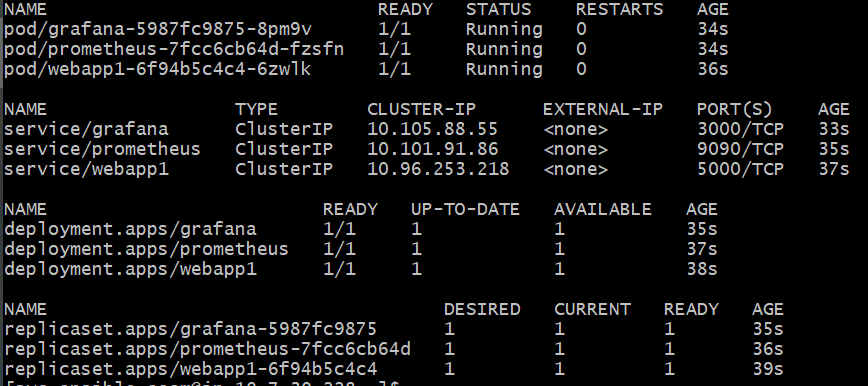 NAME READY STATUS RESTARTS AGE
pod/grafana-5987fc9875-8pm9v 1/1 Running 0 34s
pod/prometheus-7fcc6cb64d-fzsfn 1/1 Running 0 34s
pod/webapp1-6f94b5c4c4-6zwlk 1/1 Running 0 36s
NAME TYPE CLUSTER-IP EXTERNAL-IP PORT(S) AGE
service/grafana ClusterIP 10.105.88.55 <none> 3000/TCP 33s
service/prometheus ClusterIP 10.101.91.86 <none> 9090/TCP 35s
service/webapp1 ClusterIP 10.96.253.218 <none> 5000/TCP 37s
NAME READY UP-TO-DATE AVAILABLE AGE
deployment.apps/grafana 1/1 1 1 35s
deployment.apps/prometheus 1/1 1 1 37s
deployment.apps/webapp1 1/1 1 1 38s
NAME DESIRED CURRENT READY AGE
replicaset.apps/grafana-5987fc9875 1 1 1 35s
replicaset.apps/prometheus-7fcc6cb64d 1 1 1 36s
replicaset.apps/webapp1-6f94b5c4c4 1 1 1 39s